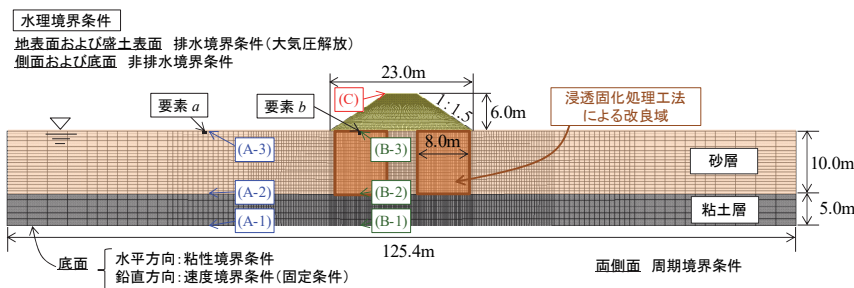 水理境界条件
地表面および盛土表面 排水境界条件(大気圧解放)
側面および底面 非排水境界条件
23.0m
(C)
1:1.5
6.0m
浸透固化処理工法
による改良域
要素 a
要素 b
(A-3)
(B-3)
8.0m
砂層
10.0m
(A-2)
(B-2)
粘土層
5.0m
(A-1)
(B-1)
125.4m
底面
水平方向:粘性境界条件
鉛直方向:速度境界条件(固定条件)
両側面 周期境界条件